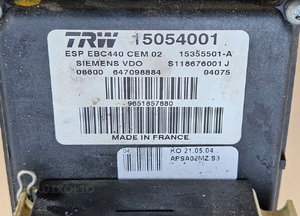 TRW 15054001
ESP EBC440 CEM 02 15355501-A
SIEMENS VDO S118676001 J
08600 647098884 04075
9651857880
MADE IN FRANCE
04 KO 21.05.04
APSA02MZ S3